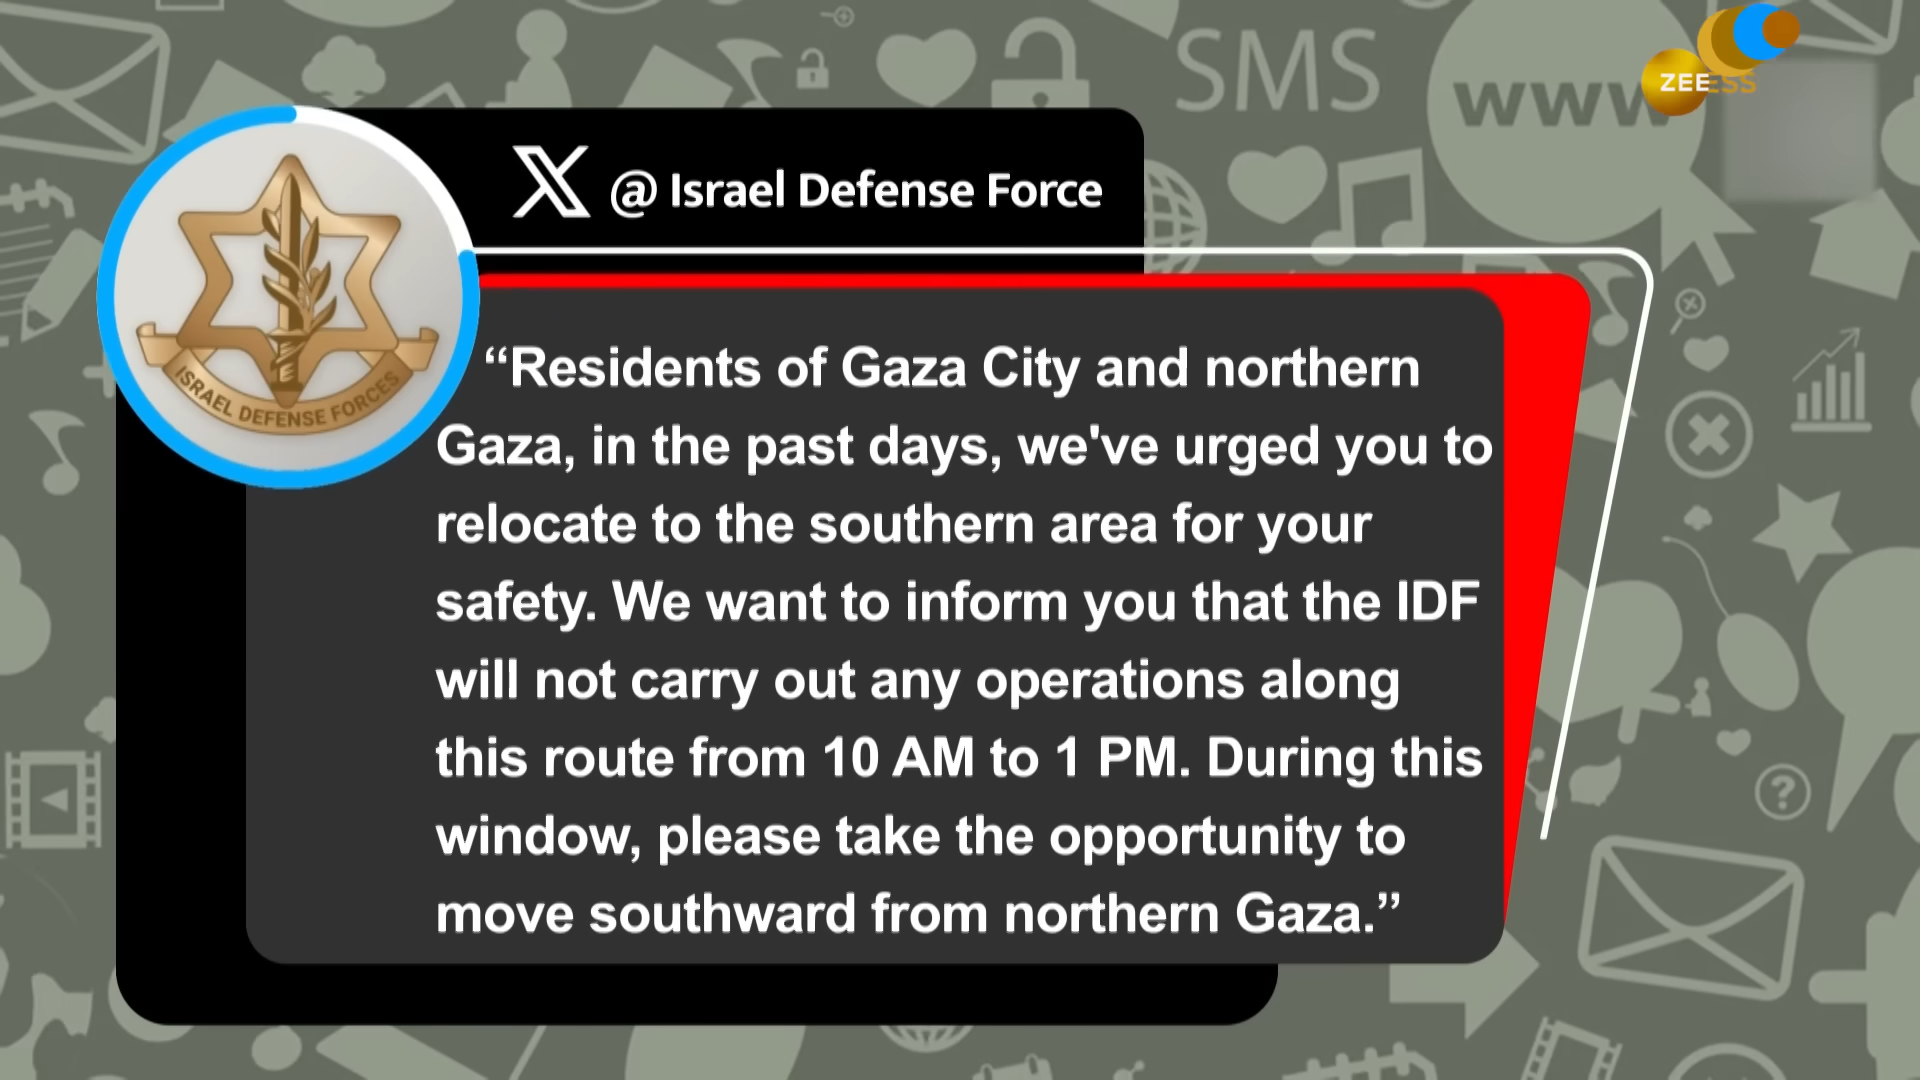 SMS
www
ZEE
@ Israel Defense Force
ISRAEL DEFENSE FORCES
“Residents of Gaza City and northern
Gaza, in the past days, we've urged you to
relocate to the southern area for your
safety. We want to inform you that the IDF
will not carry out any operations along
this route from 10 AM to 1 PM. During this
window, please take the opportunity to
move southward from northern Gaza.”